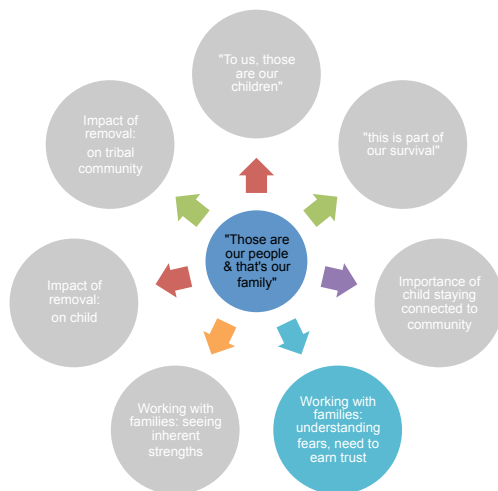 "To us, those
are our
children"
"this is part of
our survival"
Importance of
child staying
connected to
community
Working with
families:
understanding
fears, need to
earn trust
Working with
families: seeing
inherent
strengths
Impact of
removal:
on child
Impact of
removal:
on tribal
community
"Those are
our people
& that's our
family"